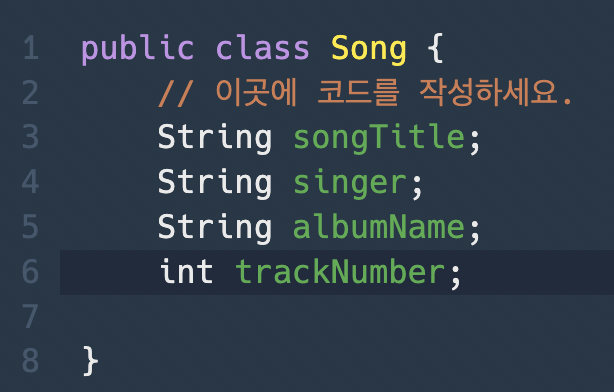 1 public class Song {
2 // 이곳에 코드를 작성하세요.
3 String songTitle;
4 String singer;
5 String albumName;
6 int trackNumber;
7
8 }